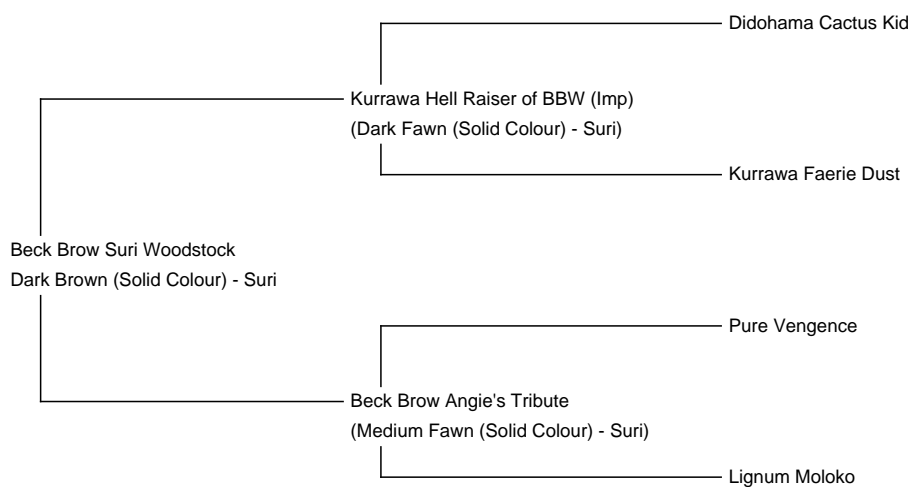 Didohama Cactus Kid
Kurrawa Hell Raiser of BBW (Imp)
(Dark Fawn (Solid Colour) - Suri)
Kurrawa Faerie Dust
Beck Brow Suri Woodstock
Dark Brown (Solid Colour) - Suri
Pure Vengence
Beck Brow Angie's Tribute
(Medium Fawn (Solid Colour) - Suri)
Lignum Moloko